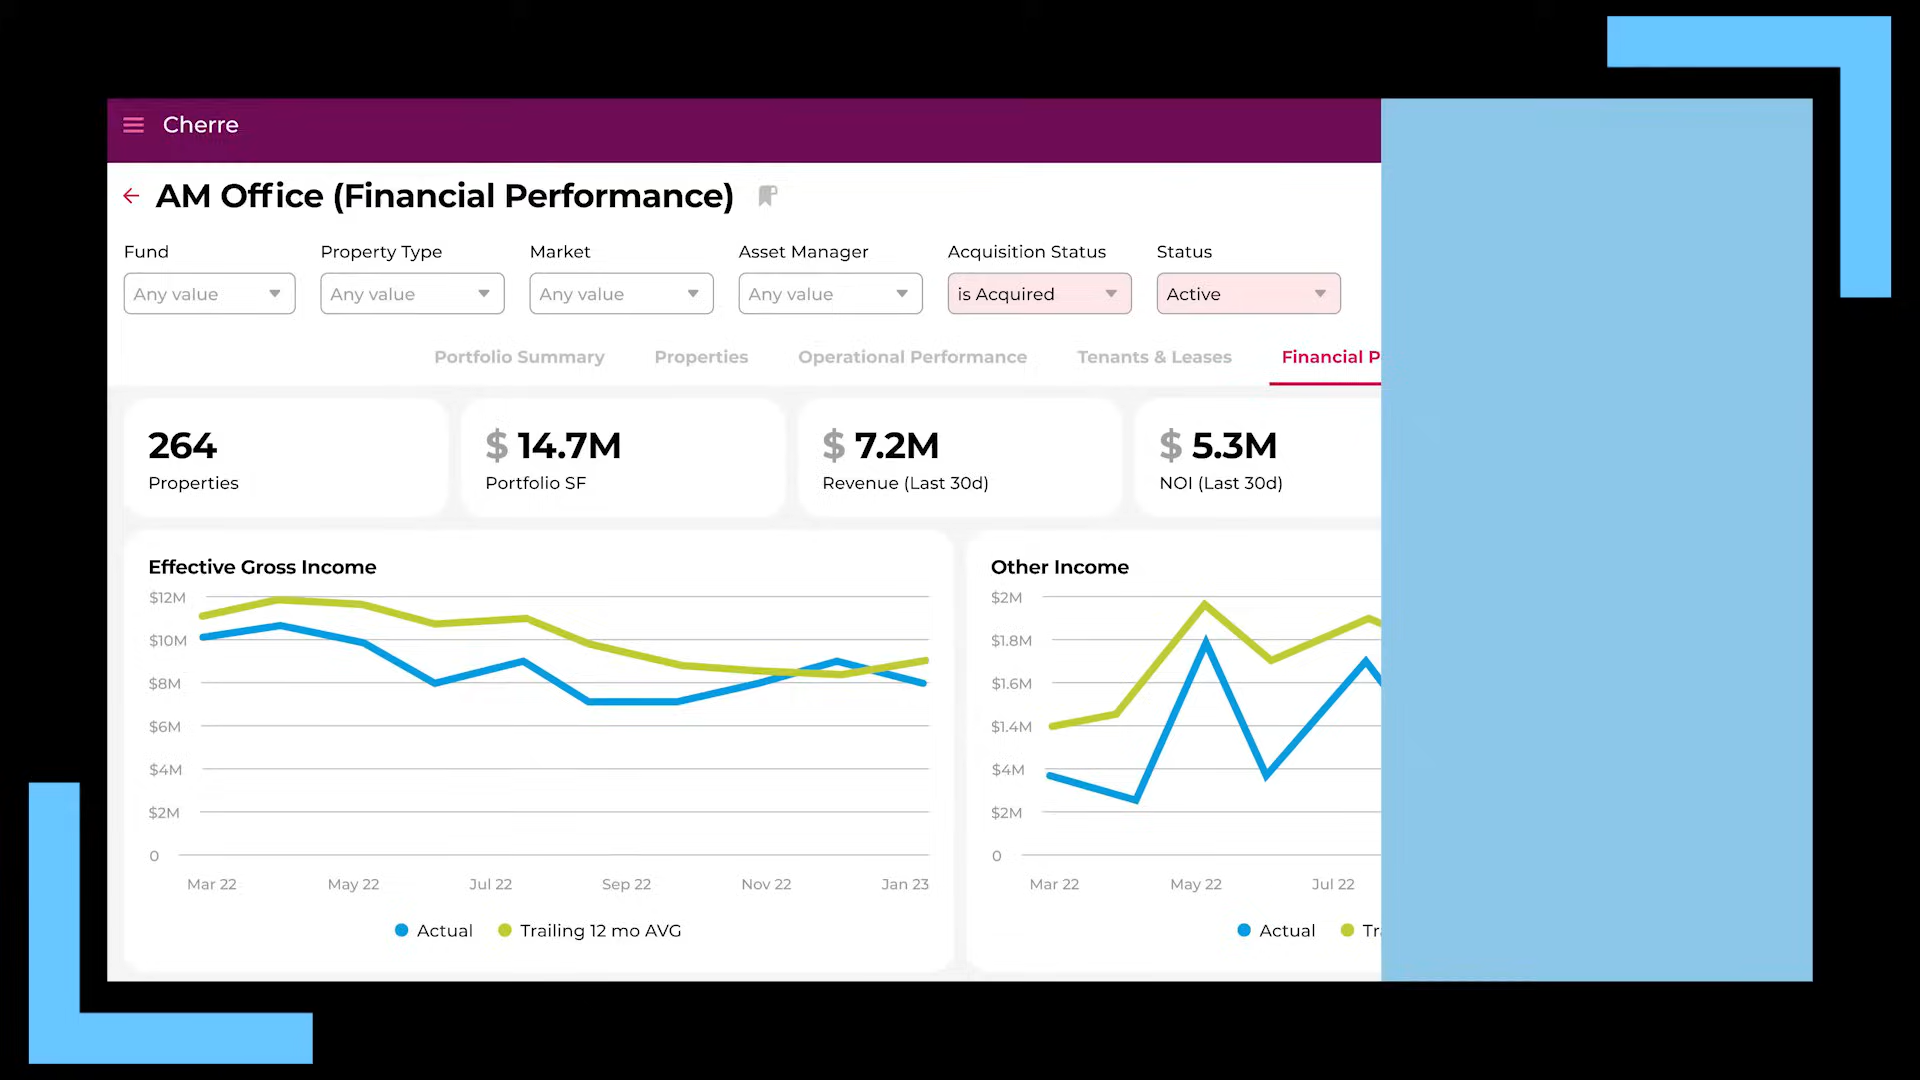 Cherre
AM Office (Financial Performance)
Fund Property Type Market Asset Manager Acquisition Status Status
Any value Any value Any value Any value is Acquired Active
Portfolio Summary Properties Operational Performance Tenants & Leases Financial P
264 $ 14.7M $ 7.2M $ 5.3M
Properties Portfolio SF Revenue (Last 30d) NOI (Last 30d)
Effective Gross Income
$12M
$10M
$8M
$6M
$4M
$2M
0
Mar 22 May 22 Jul 22 Sep 22 Nov 22 Jan 23
Actual Trailing 12 mo AVG
Other Income
$2M
$1.8M
$1.6M
$1.4M
$4M
$2M
0
Mar 22 May 22 Jul 22
Actual Tr